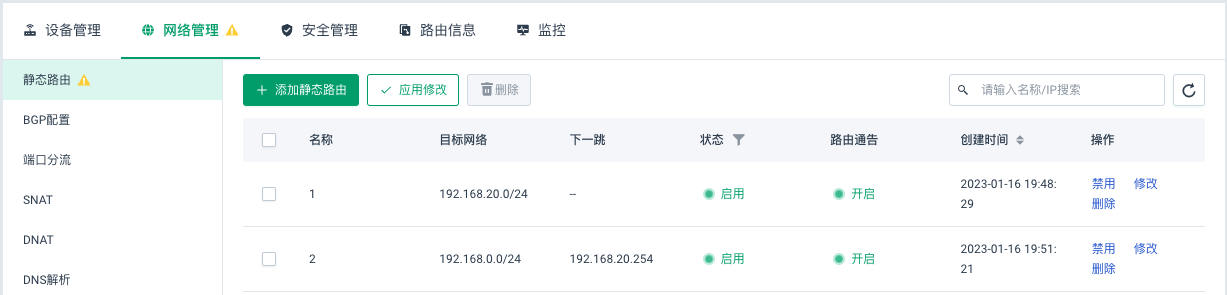 设备管理 网络管理 安全管理 路由信息 监控
静态路由
BGP配置
端口分流
SNAT
DNAT
DNS解析
添加静态路由 应用修改 删除 请输入名称/IP搜索
名称 目标网络 下一跳 状态 路由通告 创建时间 操作
1 192.168.20.0/24 -- 启用 开启 2023-01-16 19:48: 禁用 修改
29 删除
2 192.168.0.0/24 192.168.20.254 启用 开启 2023-01-16 19:51: 禁用 修改
21 删除